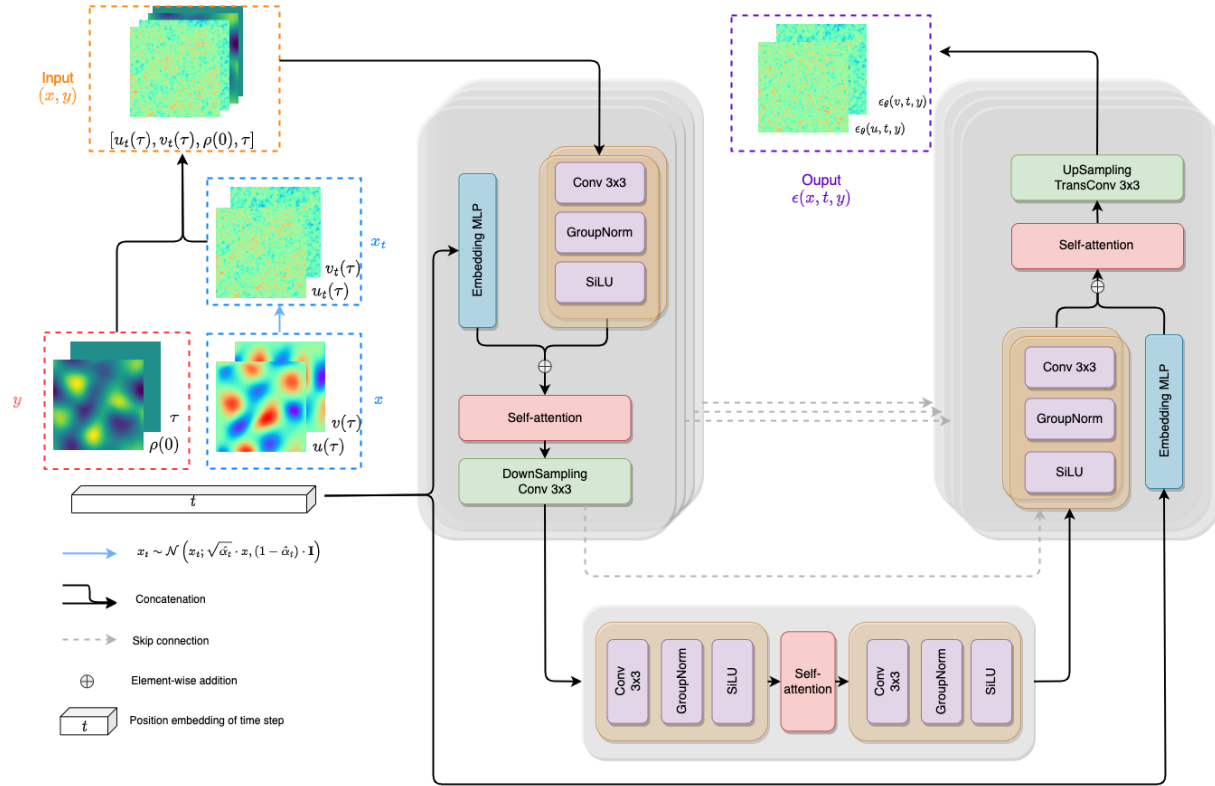 Input
(x, y)
[u_t(τ), v_t(τ), ρ(0), τ]
x_t
v_t(τ)
u_t(τ)
y
τ
ρ(0)
x
v(τ)
u(τ)
t
x_t ∼ 𝒩(x_t; √α̂_t · x, (1 − α̂_t) · I)
Concatenation
Skip connection
Element-wise addition
t
Position embedding of time step
Embedding MLP
Conv 3x3
GroupNorm
SiLU
Self-attention
DownSampling
Conv 3x3
Conv
3x3
GroupNorm
SiLU
Self-
attention
Conv
3x3
GroupNorm
SiLU
ϵ_θ(v, t, y)
ϵ_θ(u, t, y)
Ouput
ϵ(x, t, y)
UpSampling
TransConv 3x3
Self-attention
Conv 3x3
GroupNorm
SiLU
Embedding MLP